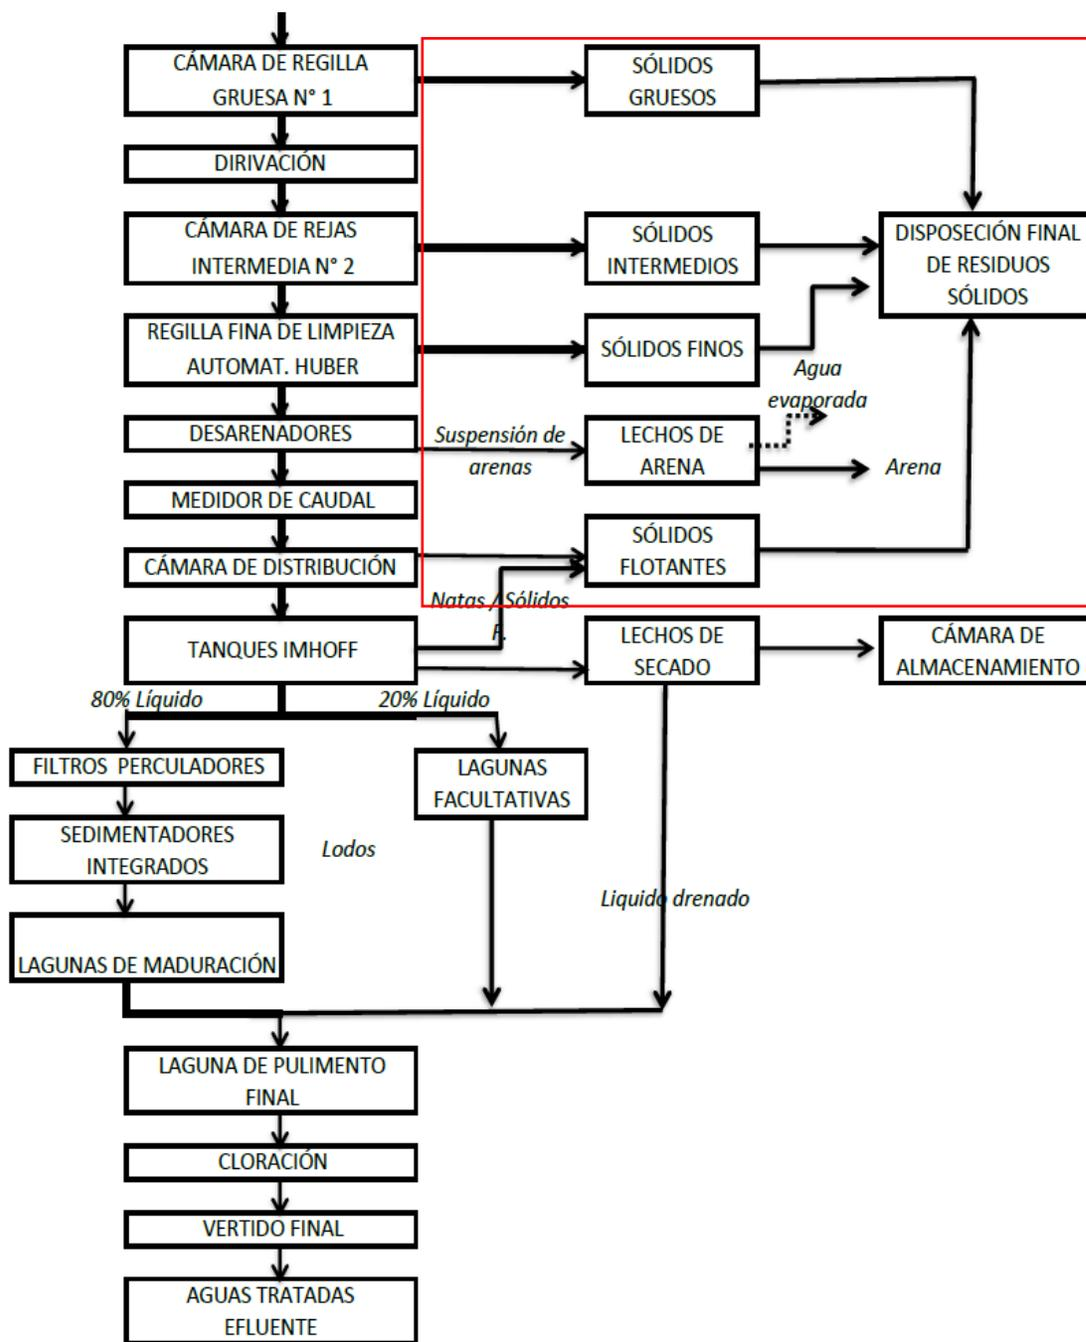 CÁMARA DE REGILLA
GRUESA N° 1
SÓLIDOS
GRUESOS
DIRIVACIÓN
CÁMARA DE REJAS
INTERMEDIA N° 2
SÓLIDOS
INTERMEDIOS
DISPOSECIÓN FINAL
DE RESIDUOS
SÓLIDOS
REGILLA FINA DE LIMPIEZA
AUTOMAT. HUBER
SÓLIDOS FINOS
Agua
evaporada
DESARENADORES
Suspensión de
arenas
LECHOS DE
ARENA
Arena
MEDIDOR DE CAUDAL
CÁMARA DE DISTRIBUCIÓN
SÓLIDOS
FLOTANTES
Natas / Sólidos
F.
TANQUES IMHOFF
LECHOS DE
SECADO
CÁMARA DE
ALMACENAMIENTO
80% Líquido
20% Líquido
FILTROS PERCULADORES
LAGUNAS
FACULTATIVAS
SEDIMENTADORES
INTEGRADOS
Lodos
Liquido drenado
LAGUNAS DE MADURACIÓN
LAGUNA DE PULIMENTO
FINAL
CLORACIÓN
VERTIDO FINAL
AGUAS TRATADAS
EFLUENTE